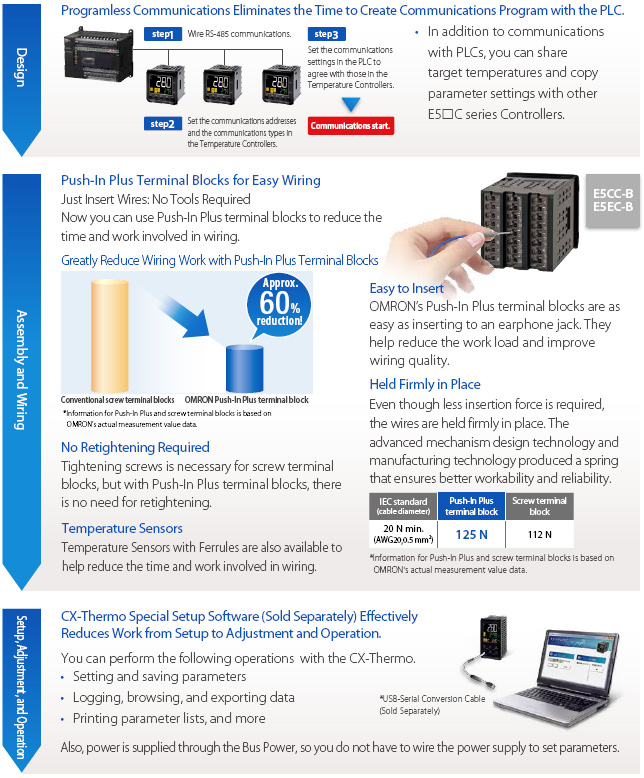 Programless Communications Eliminates the Time to Create Communications Program with the PLC.
Design
step1 Wire RS-485 communications.
step2 Set the communications addresses
and the communications types in
the Temperature Controllers.
step3
Set the communications
settings in the PLC to
agree with those in the
Temperature Controllers.
Communications start.
280
280
280
• In addition to communications
with PLCs, you can share
target temperatures and copy
parameter settings with other
E5□C series Controllers.
Assembly and Wiring
Push-In Plus Terminal Blocks for Easy Wiring
Just Insert Wires: No Tools Required
Now you can use Push-In Plus terminal blocks to reduce the
time and work involved in wiring.
E5CC-B
E5EC-B
Greatly Reduce Wiring Work with Push-In Plus Terminal Blocks
Approx.
60%
reduction!
Conventional screw terminal blocks OMRON Push-In Plus terminal block
*Information for Push-In Plus and screw terminal blocks is based on
OMRON's actual measurement value data.
No Retightening Required
Tightening screws is necessary for screw terminal
blocks, but with Push-In Plus terminal blocks, there
is no need for retightening.
Temperature Sensors
Temperature Sensors with Ferrules are also available to
help reduce the time and work involved in wiring.
Easy to Insert
OMRON's Push-In Plus terminal blocks are as
easy as inserting to an earphone jack. They
help reduce the work load and improve
wiring quality.
Held Firmly in Place
Even though less insertion force is required,
the wires are held firmly in place. The
advanced mechanism design technology and
manufacturing technology produced a spring
that ensures better workability and reliability.
IEC standard
(cable diameter)
Push-In Plus
terminal block
Screw terminal
block
20 N min.
(AWG20,0.5 mm²)
125 N
112 N
*Information for Push-In Plus and screw terminal blocks is based on
OMRON's actual measurement value data.
Setup, Adjustment, and Operation
CX-Thermo Special Setup Software (Sold Separately) Effectively
Reduces Work from Setup to Adjustment and Operation.
You can perform the following operations with the CX-Thermo.
• Setting and saving parameters
• Logging, browsing, and exporting data
• Printing parameter lists, and more
280
*USB-Serial Conversion Cable
(Sold Separately)
Also, power is supplied through the Bus Power, so you do not have to wire the power supply to set parameters.